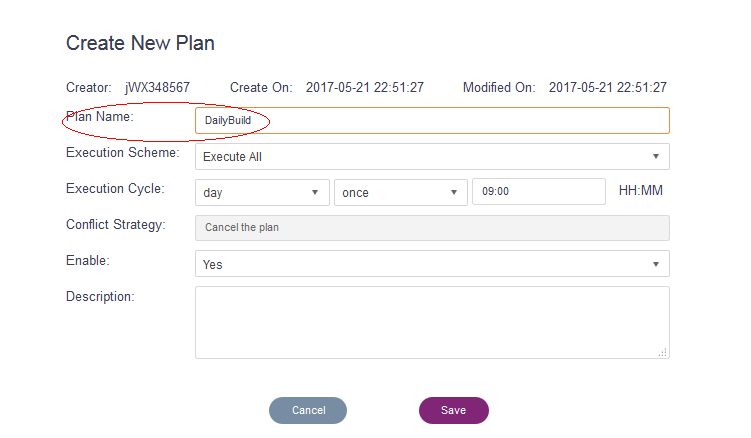 Create New Plan
Creator: jWX348567 Create On: 2017-05-21 22:51:27 Modified On: 2017-05-21 22:51:27
Plan Name: DailyBuild
Execution Scheme: Execute All
Execution Cycle: day once 09:00 HH:MM
Conflict Strategy: Cancel the plan
Enable: Yes
Description:
Cancel Save